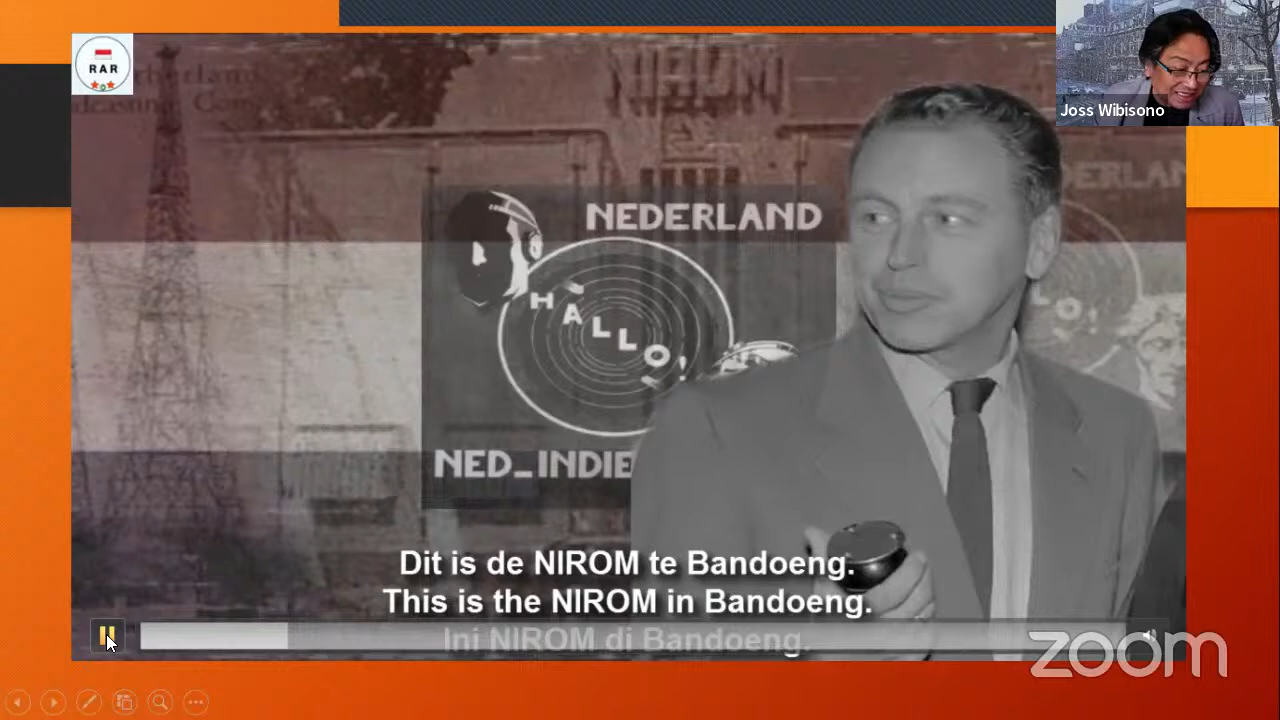 RAR
NIROM
Joss Wibisono
NEDERLAND
HALLO!
NED_INDIE
Dit is de NIROM te Bandoeng.
This is the NIROM in Bandoeng.
Ini NIROM di Bandoeng.
zoom